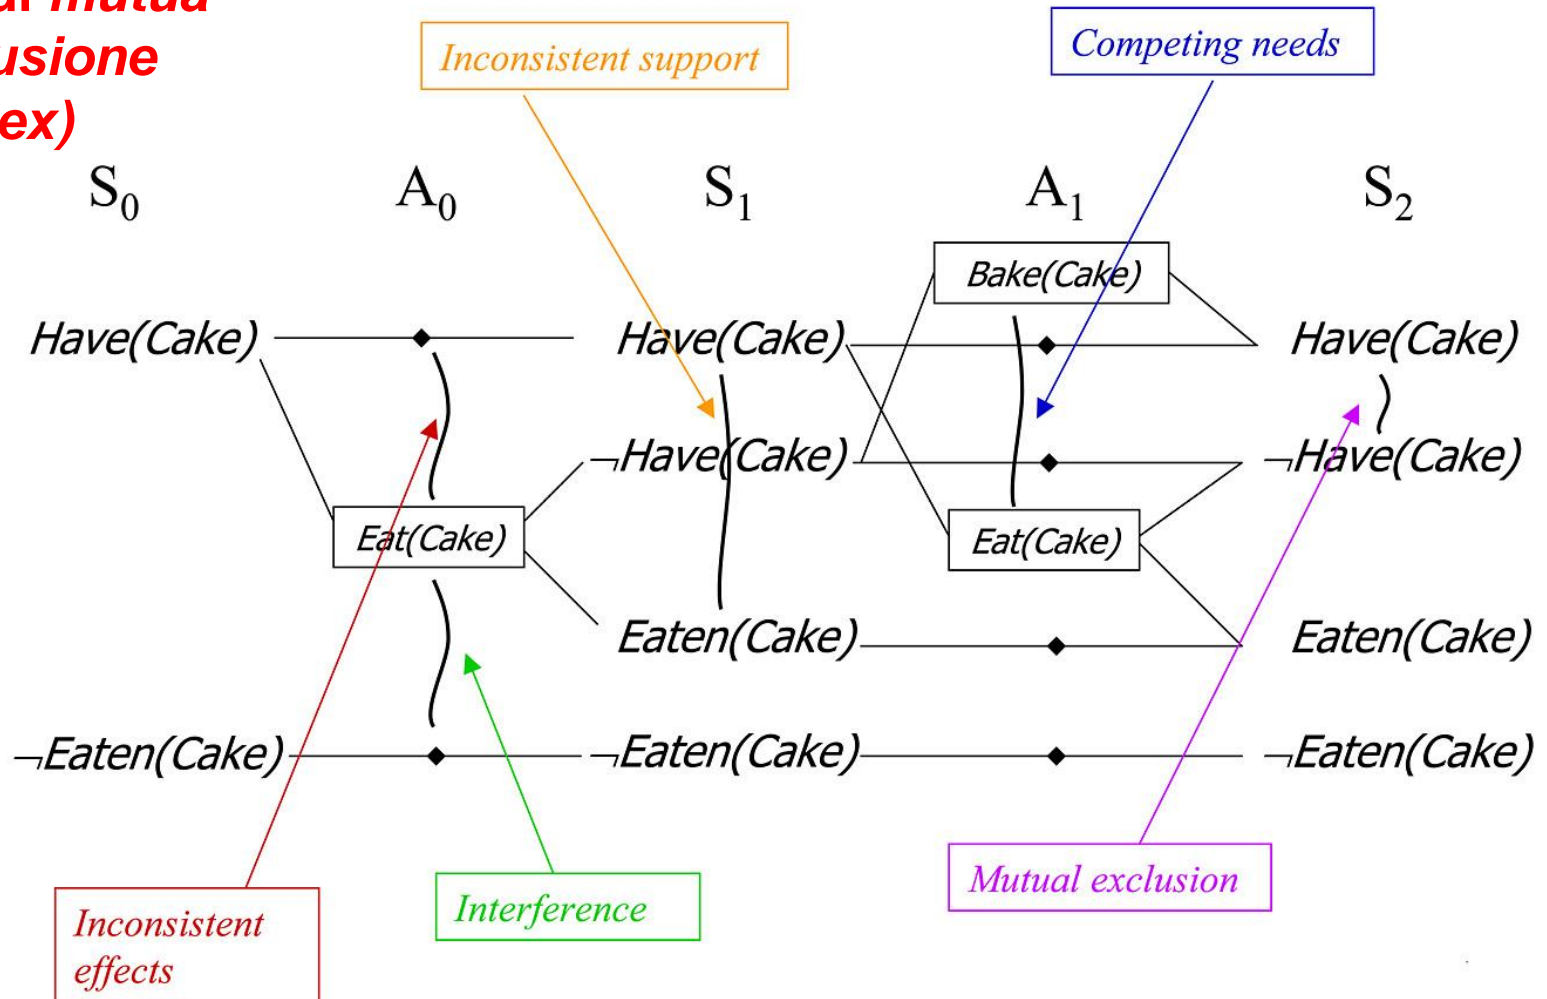 di mutua
usione
ex)
Inconsistent support
Competing needs
S₀ A₀ S₁ A₁ S₂
Bake(Cake)
Have(Cake) Have(Cake) Have(Cake)
¬Have(Cake) ¬Have(Cake)
Eat(Cake) Eat(Cake)
Eaten(Cake) Eaten(Cake)
¬Eaten(Cake) ¬Eaten(Cake) ¬Eaten(Cake)
Mutual exclusion
Interference
Inconsistent
effects